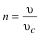 n = υ / υc